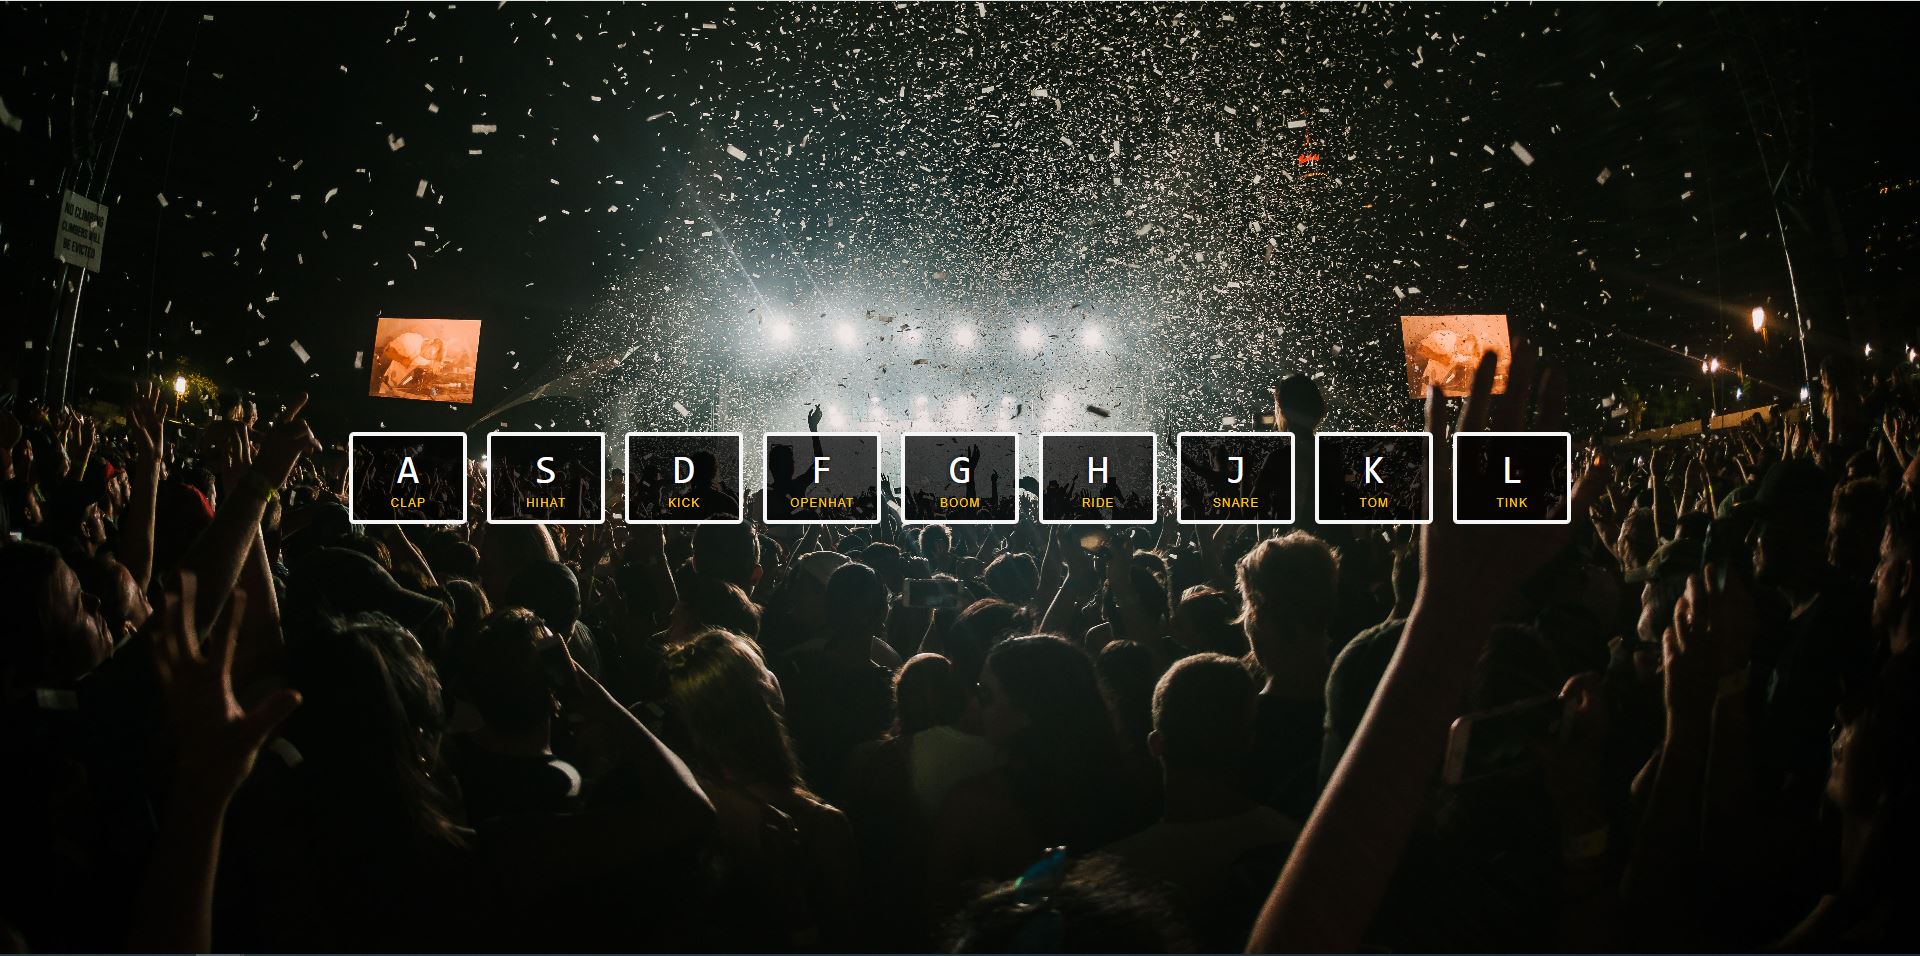 NO CLIMBING
CLIMBERS WILL
BE EVICTED
A S D F G H J K L
CLAP HIHAT KICK OPENHAT BOOM RIDE SNARE TOM TINK